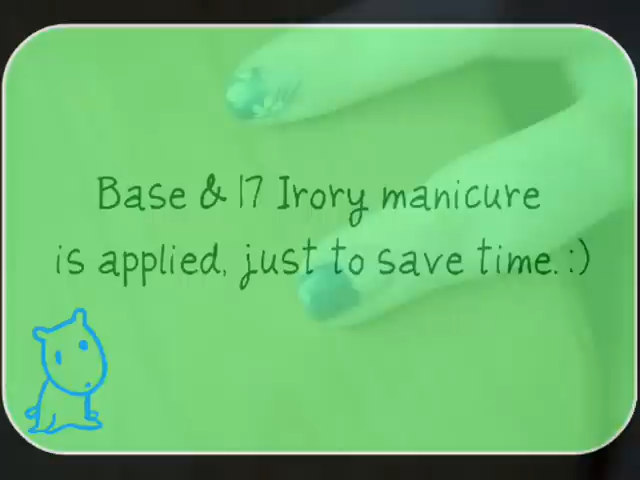 Base & 17 Irory manicure
is applied, just to save time. :)